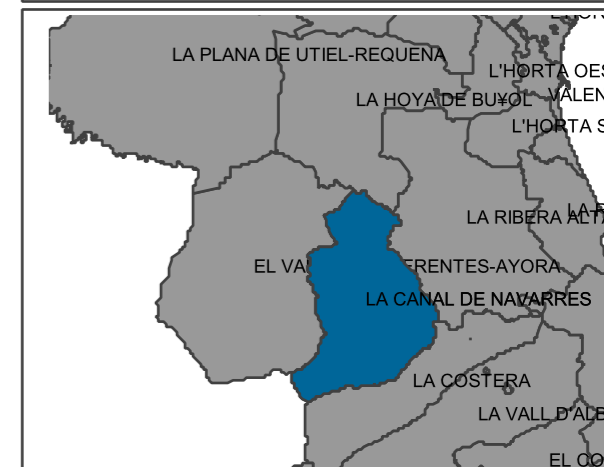 LA PLANA DE UTIEL-REQUENA
L'HORTA OES
LA HOYA DE BU¥OL
VALEN
L'HORTA S
LA RIBERA ALTA
EL VA FRENTES-AYORA
LA CANAL DE NAVARRES
LA COSTERA
LA VALL D'ALB
EL CO